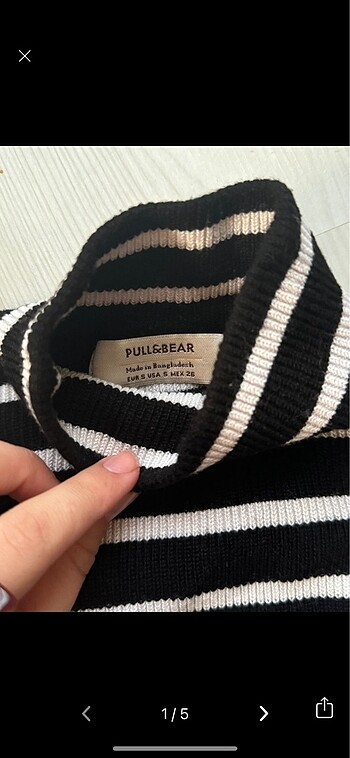 PULL&BEAR
Made in Bangladesh
EUR S USA S MEX 26
1/5